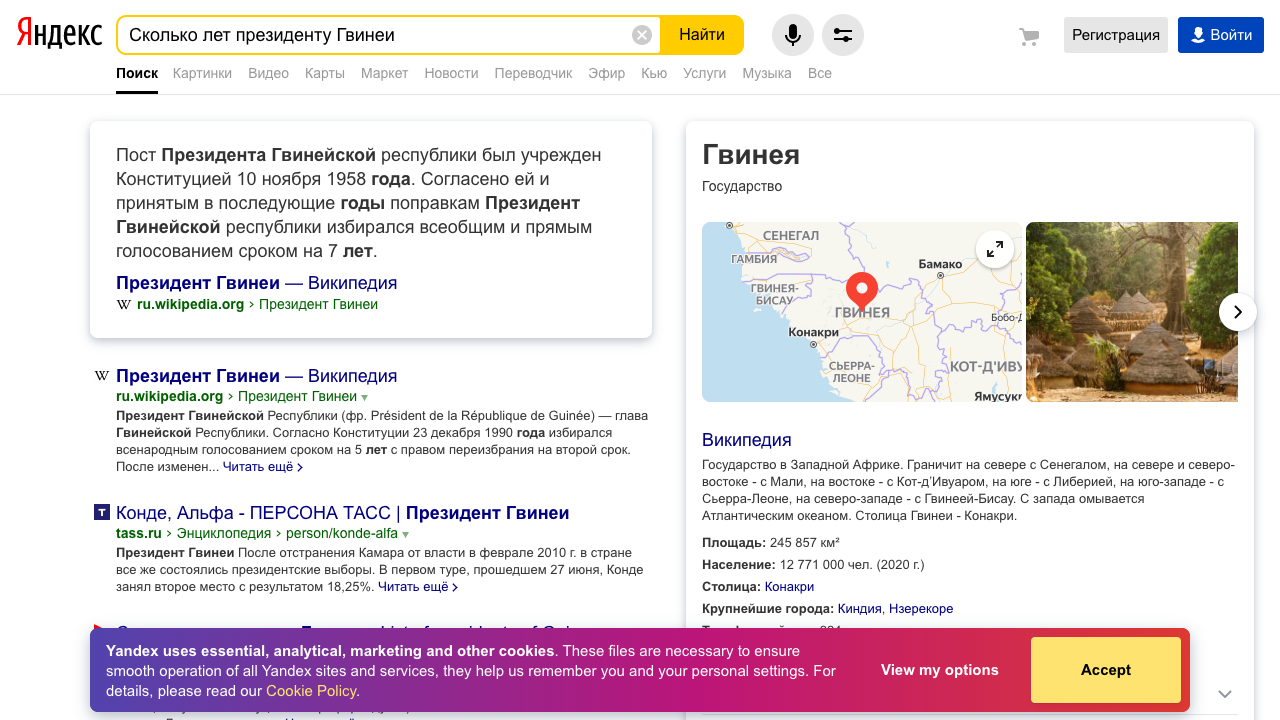 Яндекс
Сколько лет президенту Гвинеи
Найти
Регистрация
Войти
Поиск Картинки Видео Карты Маркет Новости Переводчик Эфир Кью Услуги Музыка Все
Пост Президента Гвинейской республики был учрежден
Конституцией 10 ноября 1958 года. Согласено ей и
принятым в последующие годы поправкам Президент
Гвинейской республики избирался всеобщим и прямым
голосованием сроком на 7 лет.
Президент Гвинеи — Википедия
W ru.wikipedia.org › Президент Гвинеи
W Президент Гвинеи — Википедия
ru.wikipedia.org › Президент Гвинеи
Президент Гвинейской Республики (фр. Président de la République de Guinée) — глава
Гвинейской Республики. Согласно Конституции 23 декабря 1990 года избирался
всенародным голосованием сроком на 5 лет с правом переизбрания на второй срок.
После изменен... Читать ещё ›
T Конде, Альфа - ПЕРСОНА ТАСС | Президент Гвинеи
tass.ru › Энциклопедия › person/konde-alfa
Президент Гвинеи После отстранения Камара от власти в феврале 2010 г. в стране
все же состоялись президентские выборы. В первом туре, прошедшем 27 июня, Конде
занял второе место с результатом 18,25%. Читать ещё ›
Гвинея
Государство
СЕНЕГАЛ
ГАМБИЯ
Бамако
ГВИНЕЯ-
БИСАУ
ГВИНЕЯ
Бобо-Д
Конакри
СЬЕРРА-
ЛЕОНЕ
КОТ-Д'ИВУ
Ямусукр
Википедия
Государство в Западной Африке. Граничит на севере с Сенегалом, на севере и северо-
востоке - с Мали, на востоке - с Кот-д’Ивуаром, на юге - с Либерией, на юго-западе - с
Сьерра-Леоне, на северо-западе - с Гвинеей-Бисау. С запада омывается
Атлантическим океаном. Столица Гвинеи - Конакри.
Площадь: 245 857 км²
Население: 12 771 000 чел. (2020 г.)
Столица: Конакри
Крупнейшие города: Киндия, Нзерекоре
Yandex uses essential, analytical, marketing and other cookies. These files are necessary to ensure
smooth operation of all Yandex sites and services, they help us remember you and your personal settings. For
details, please read our Cookie Policy.
View my options
Accept